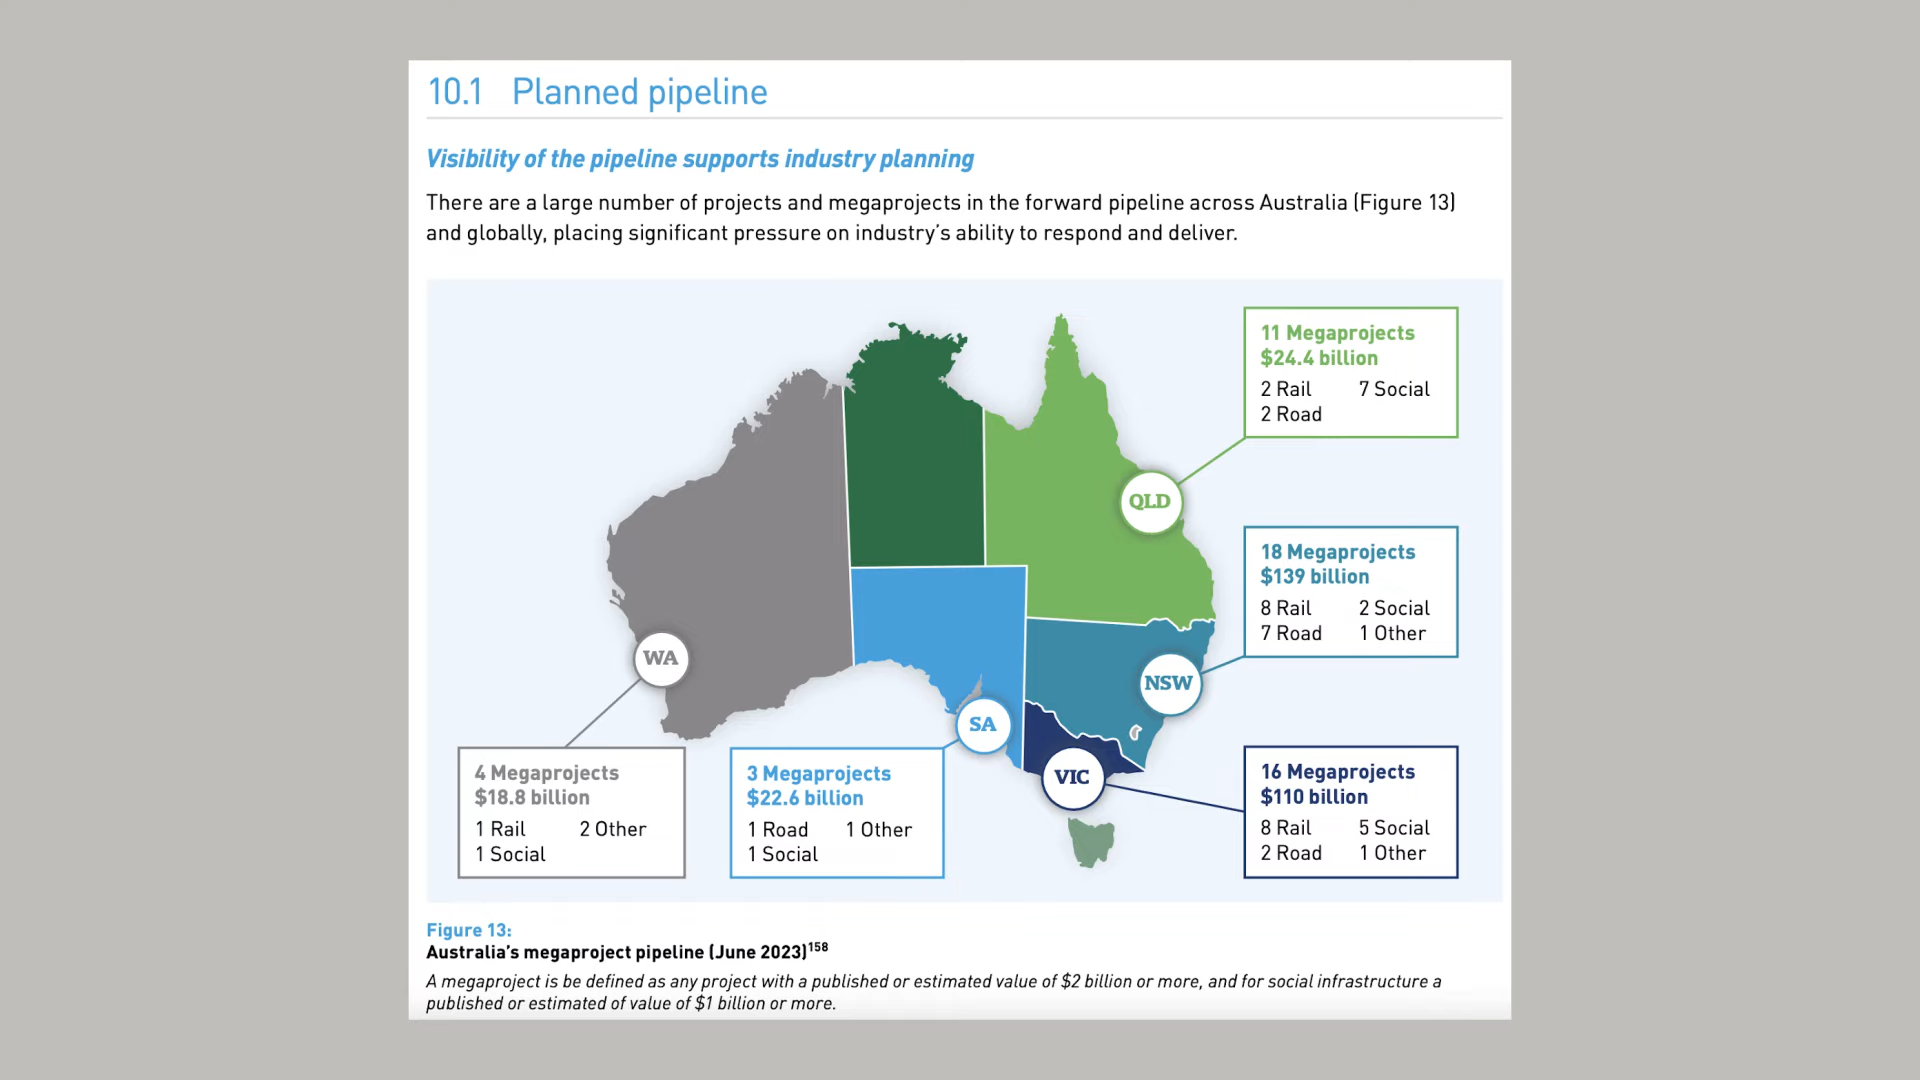 10.1 Planned pipeline
Visibility of the pipeline supports industry planning
There are a large number of projects and megaprojects in the forward pipeline across Australia (Figure 13)
and globally, placing significant pressure on industry's ability to respond and deliver.
11 Megaprojects
$24.4 billion
2 Rail 7 Social
2 Road
QLD
18 Megaprojects
$139 billion
8 Rail 2 Social
7 Road 1 Other
NSW
WA
SA
VIC
4 Megaprojects
$18.8 billion
1 Rail 2 Other
1 Social
3 Megaprojects
$22.6 billion
1 Road 1 Other
1 Social
16 Megaprojects
$110 billion
8 Rail 5 Social
2 Road 1 Other
Figure 13:
Australia's megaproject pipeline (June 2023)158
A megaproject is be defined as any project with a published or estimated value of $2 billion or more, and for social infrastructure a
published or estimated of value of $1 billion or more.